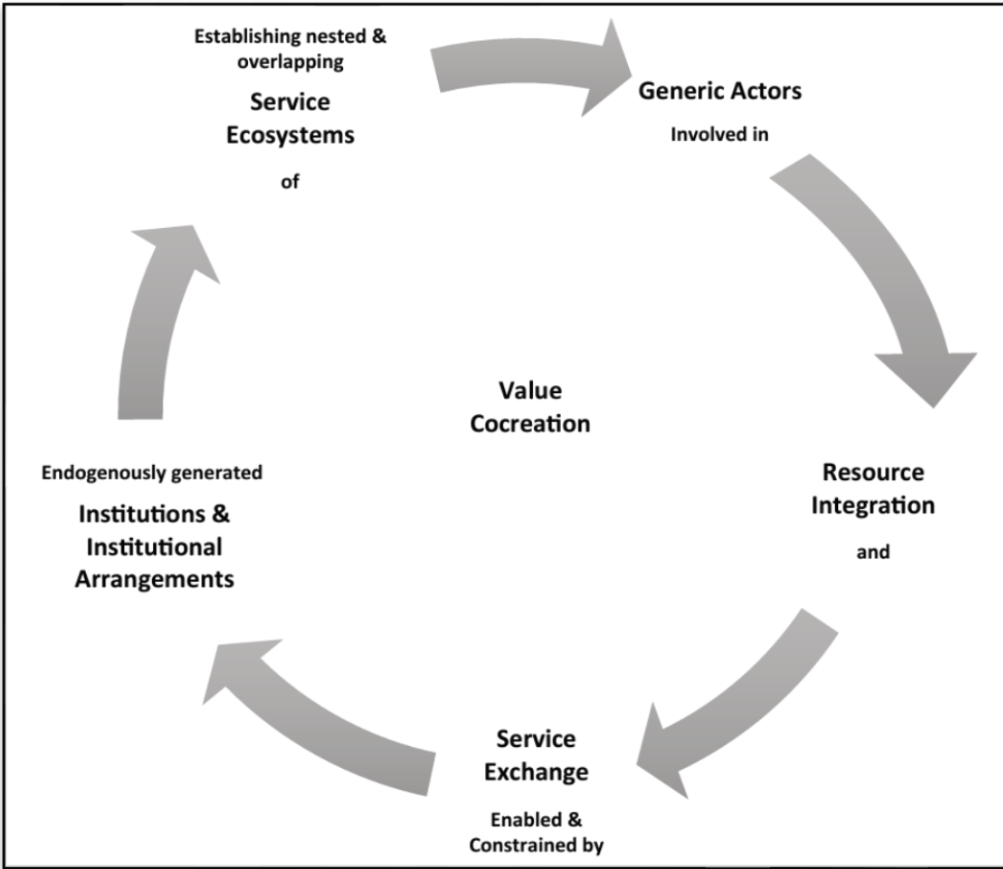 Establishing nested &
overlapping
Service
Ecosystems
of
Generic Actors
Involved in
Resource
Integration
and
Service
Exchange
Enabled &
Constrained by
Endogenously generated
Institutions &
Institutional
Arrangements
Value
Cocreation